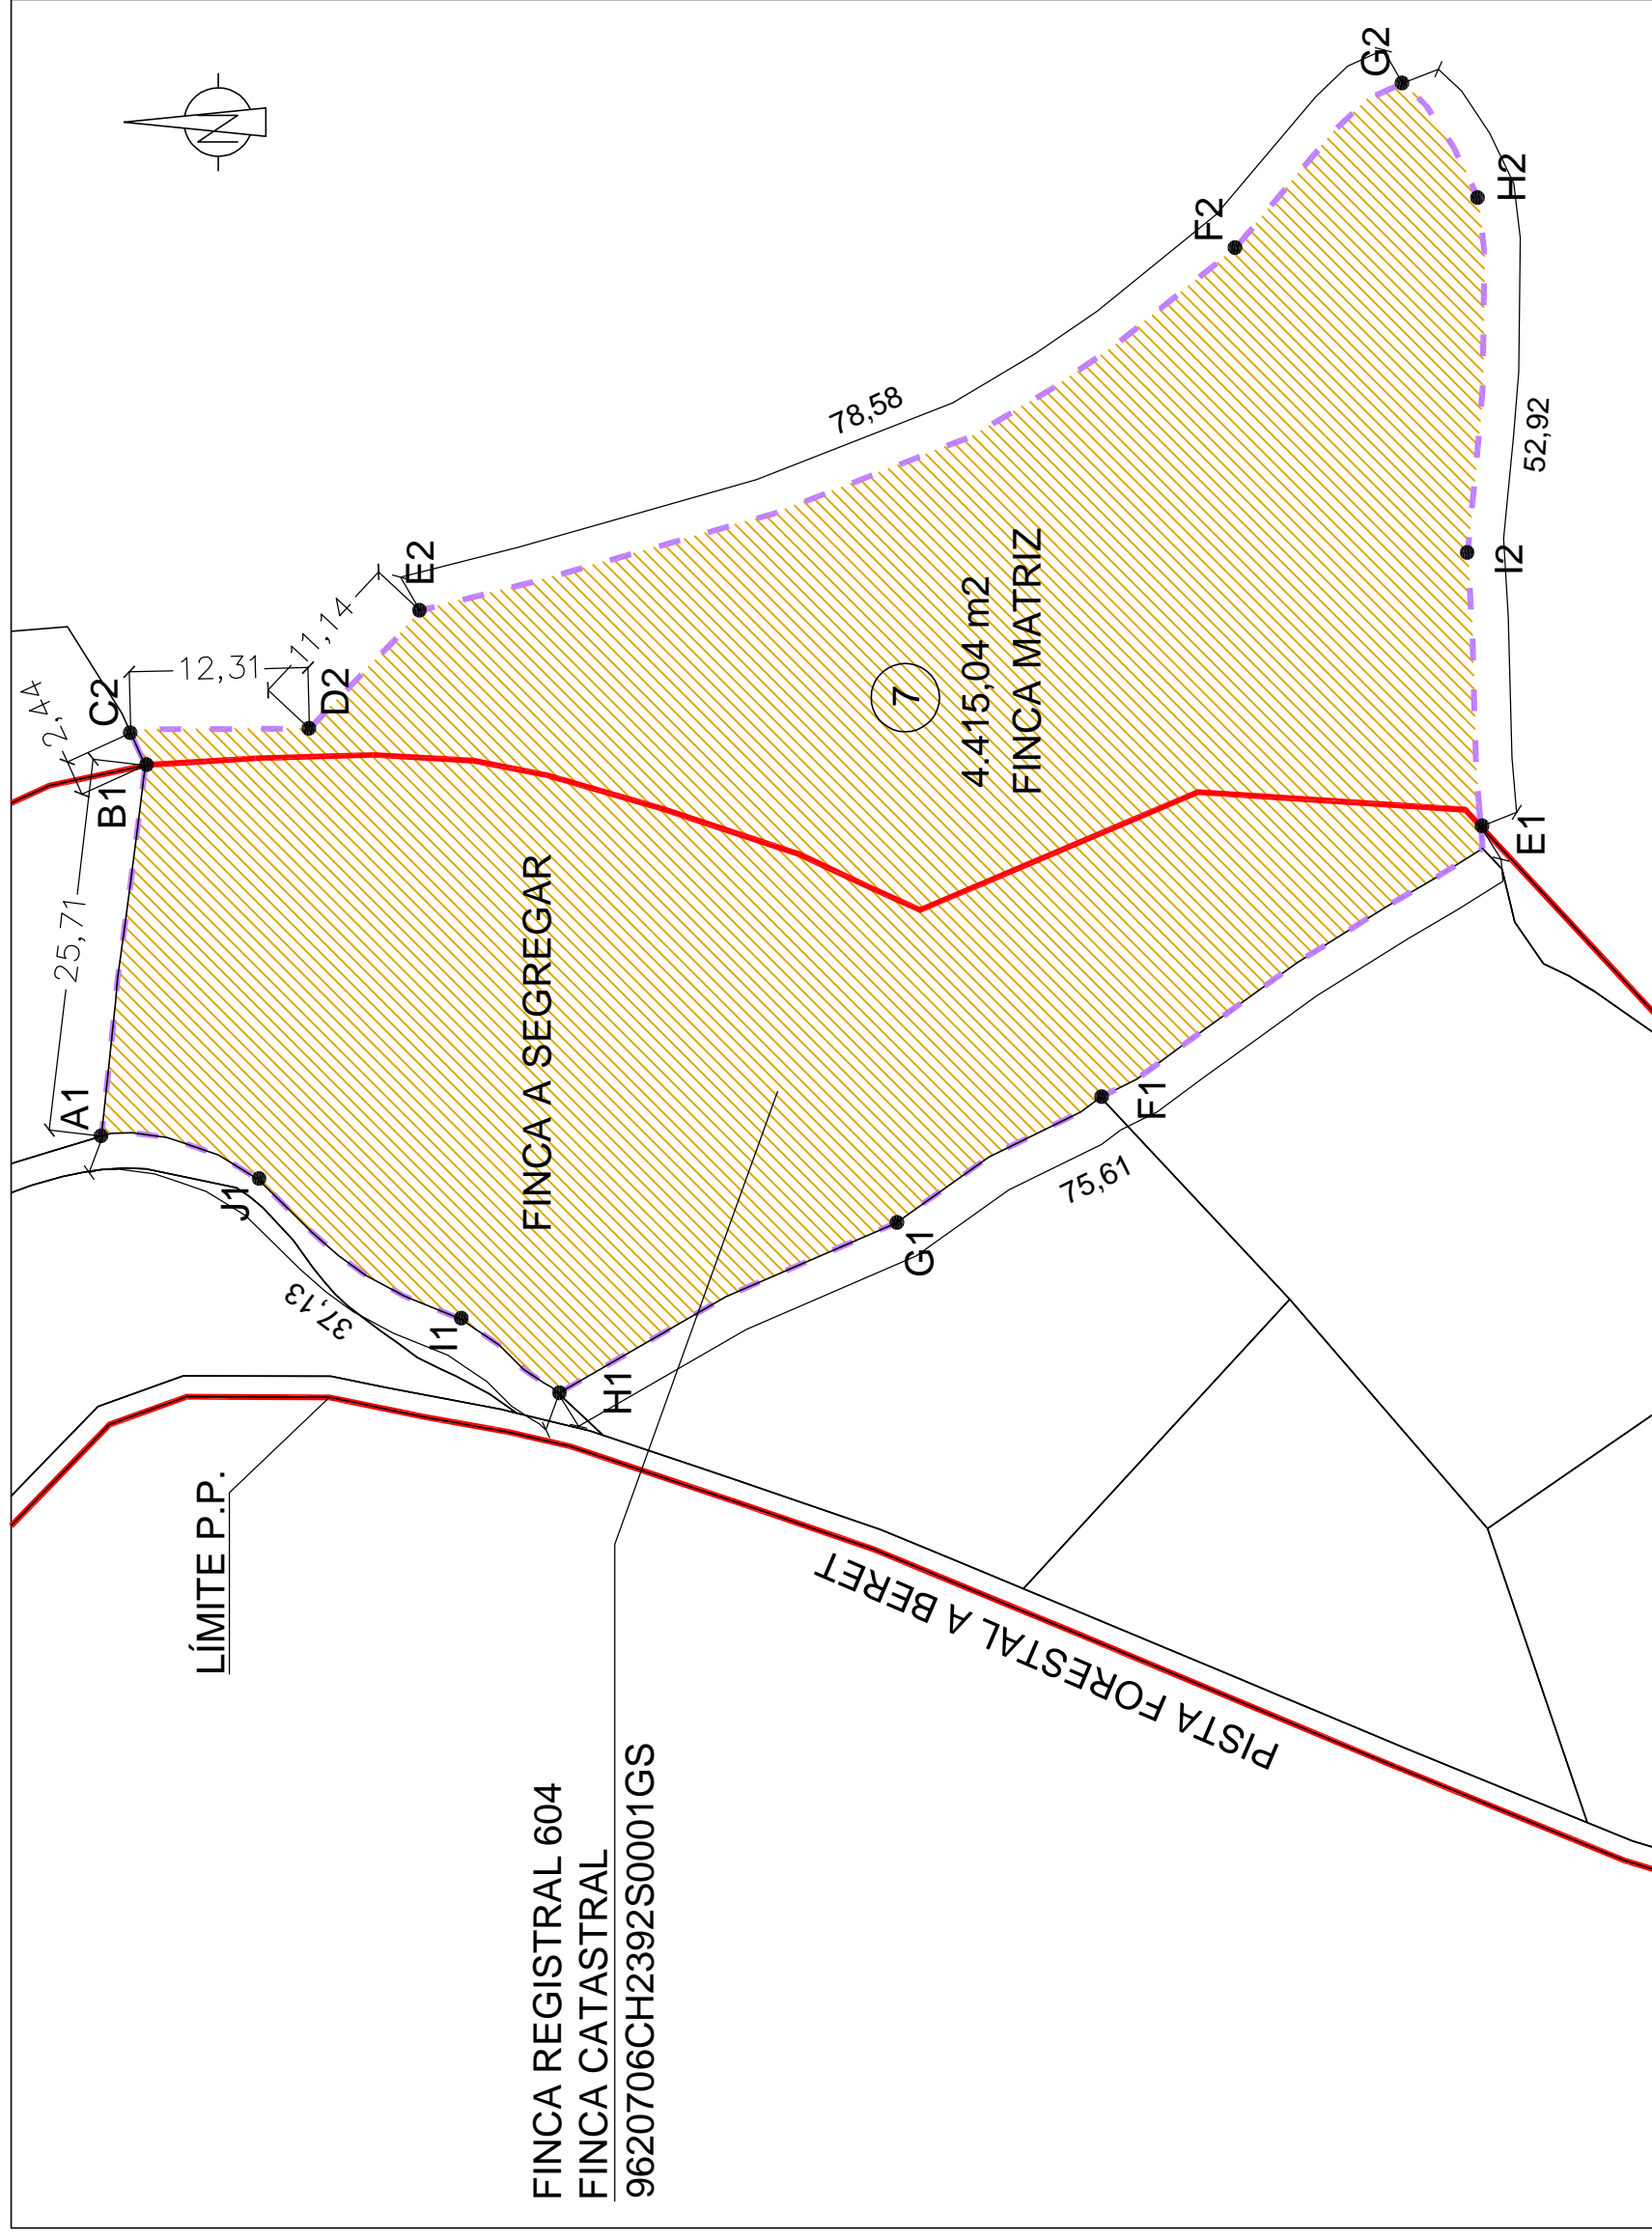 LÍMITE P.P.
FINCA REGISTRAL 604
FINCA CATASTRAL
9620706CH2392S0001GS
PISTA FORESTAL A BERET
FINCA A SEGREGAR
7
4.415,04 m2
FINCA MATRIZ
A1
B1
C2
D2
E2
F2
G2
H2
I2
E1
F1
G1
H1
I1
J1
25,71
2,44
12,31
11,14
78,58
52,92
75,61
37,13
N